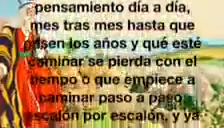 pensamiento día a día,
mes tras mes hasta que
pasen los años y qué esté
caminar se pierda con el
tiempo o que empiece a
caminar paso a paso,
escalón por escalón, y ya